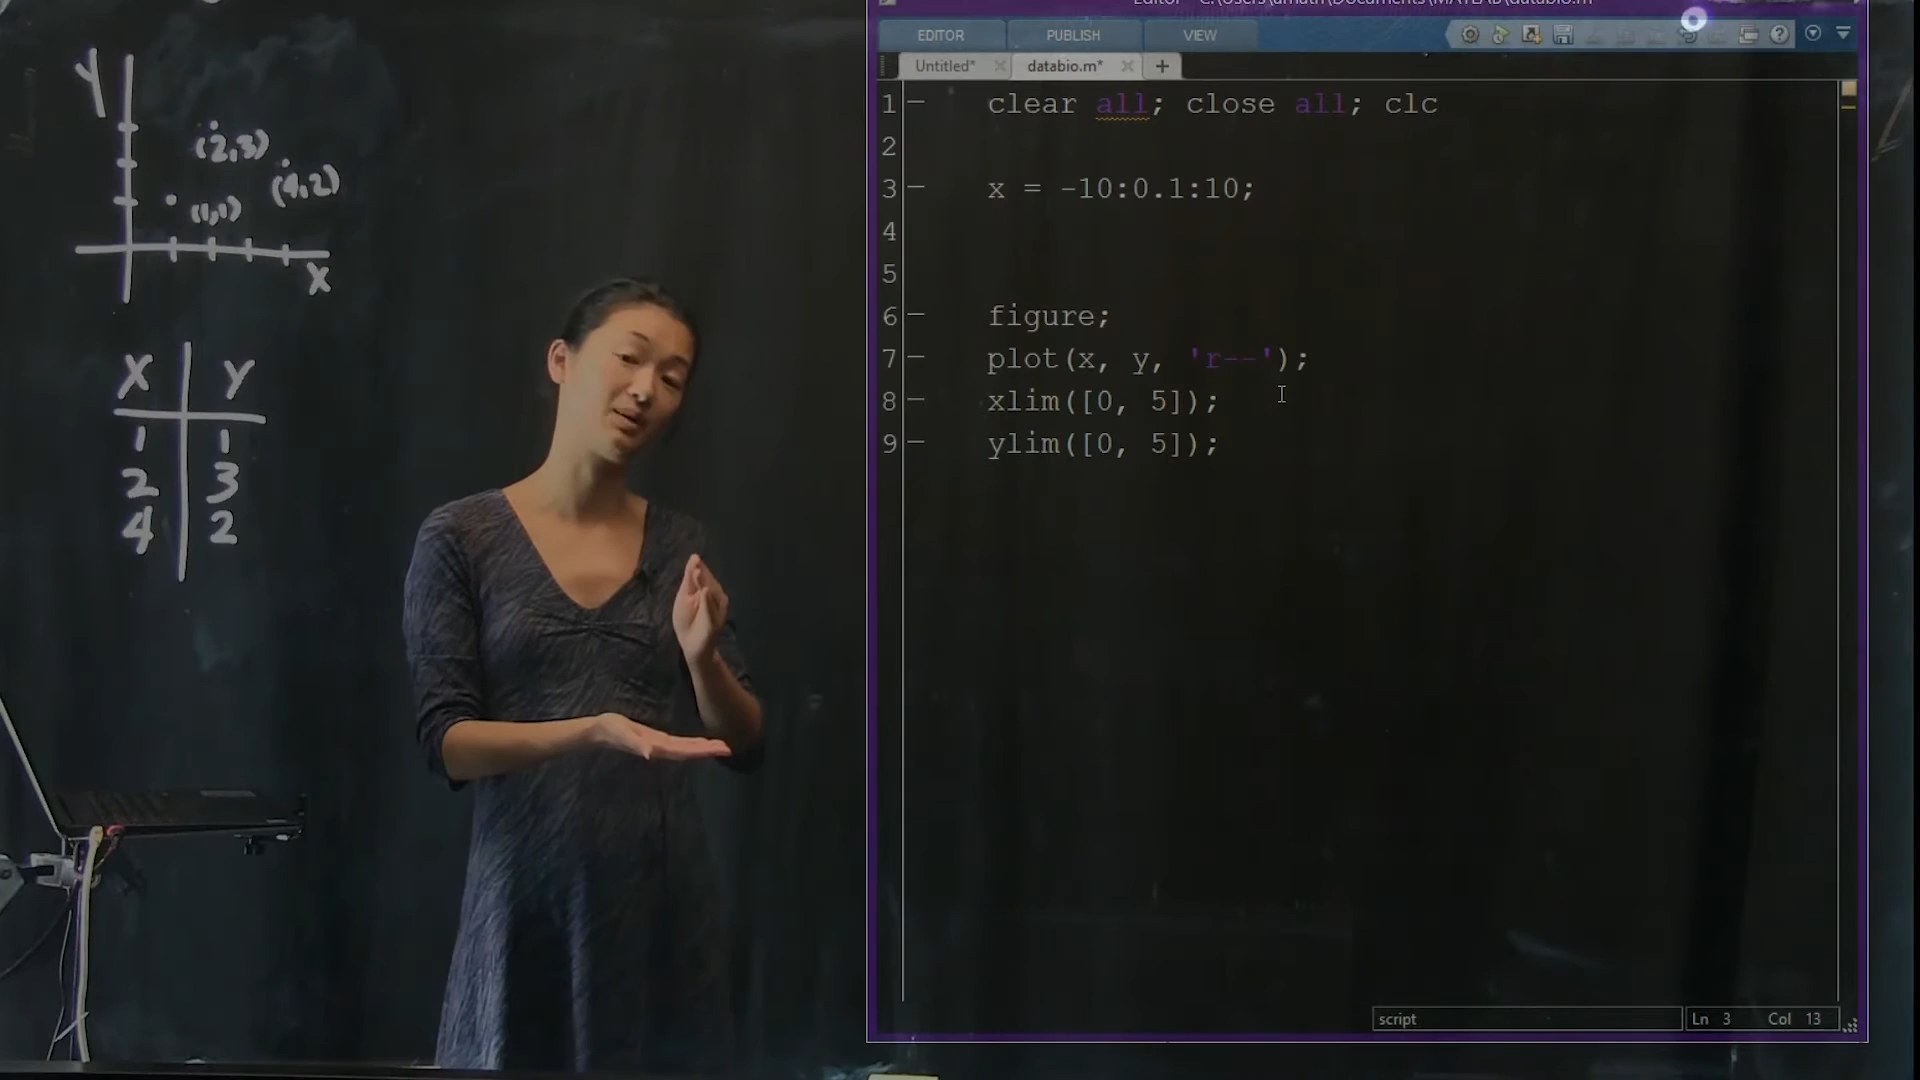 Y
(2,3)
(4,2)
(1,1)
X
X Y
1 1
2 3
4 2
EDITOR PUBLISH VIEW
Untitled* databio.m* +
1 clear all; close all; clc
2
3 x = -10:0.1:10;
4
5
6 figure;
7 plot(x, y, 'r--');
8 xlim([0, 5]);
9 ylim([0, 5]);
script Ln 3 Col 13